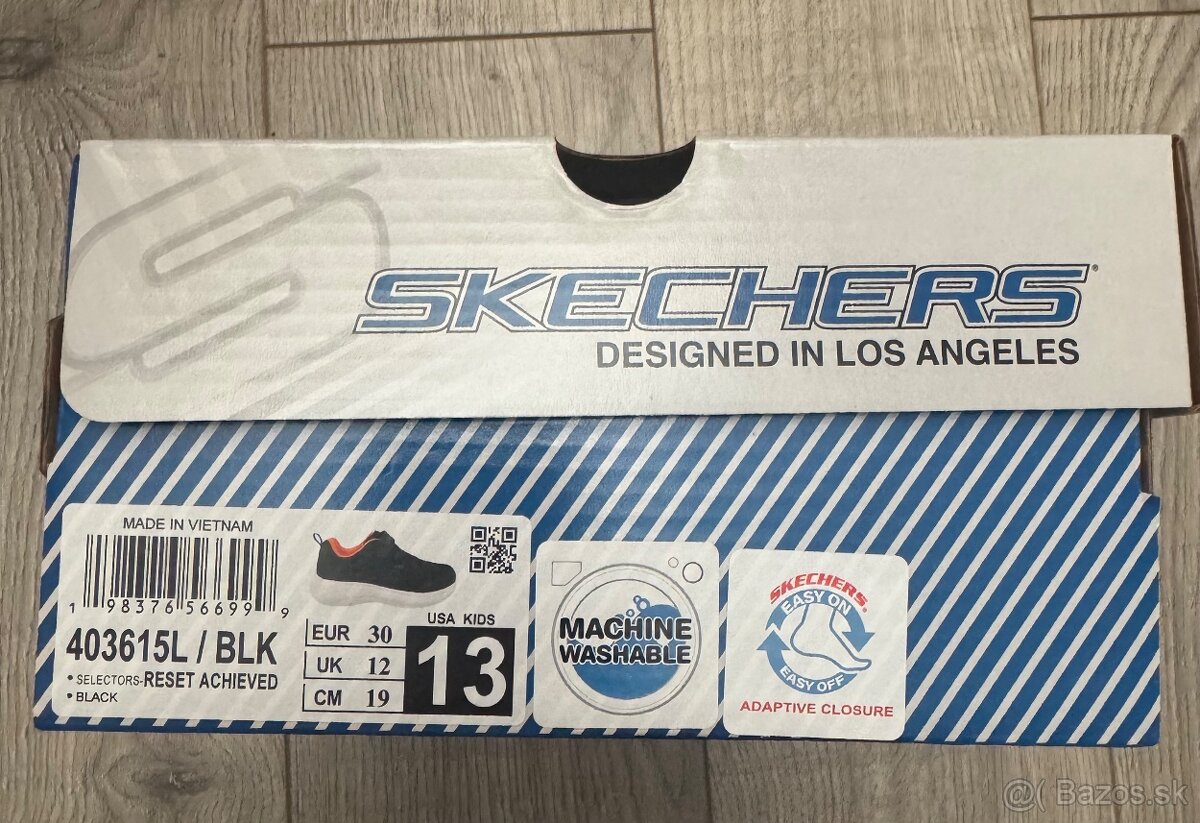 SKECHERS
DESIGNED IN LOS ANGELES
MADE IN VIETNAM
1 98376 56699 9
403615L / BLK
• SELECTORS-RESET ACHIEVED
• BLACK
EUR 30
UK 12
CM 19
USA KIDS
13
MACHINE
WASHABLE
SKECHERS.
EASY ON
EASY OFF
ADAPTIVE CLOSURE
@( Bazos.sk